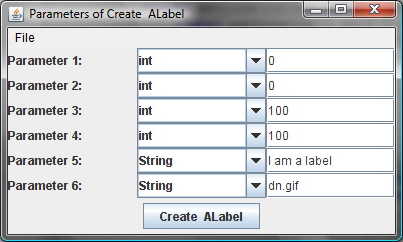 Parameters of Create ALabel
File
Parameter 1: int 0
Parameter 2: int 0
Parameter 3: int 100
Parameter 4: int 100
Parameter 5: String I am a label
Parameter 6: String dn.gif
Create ALabel